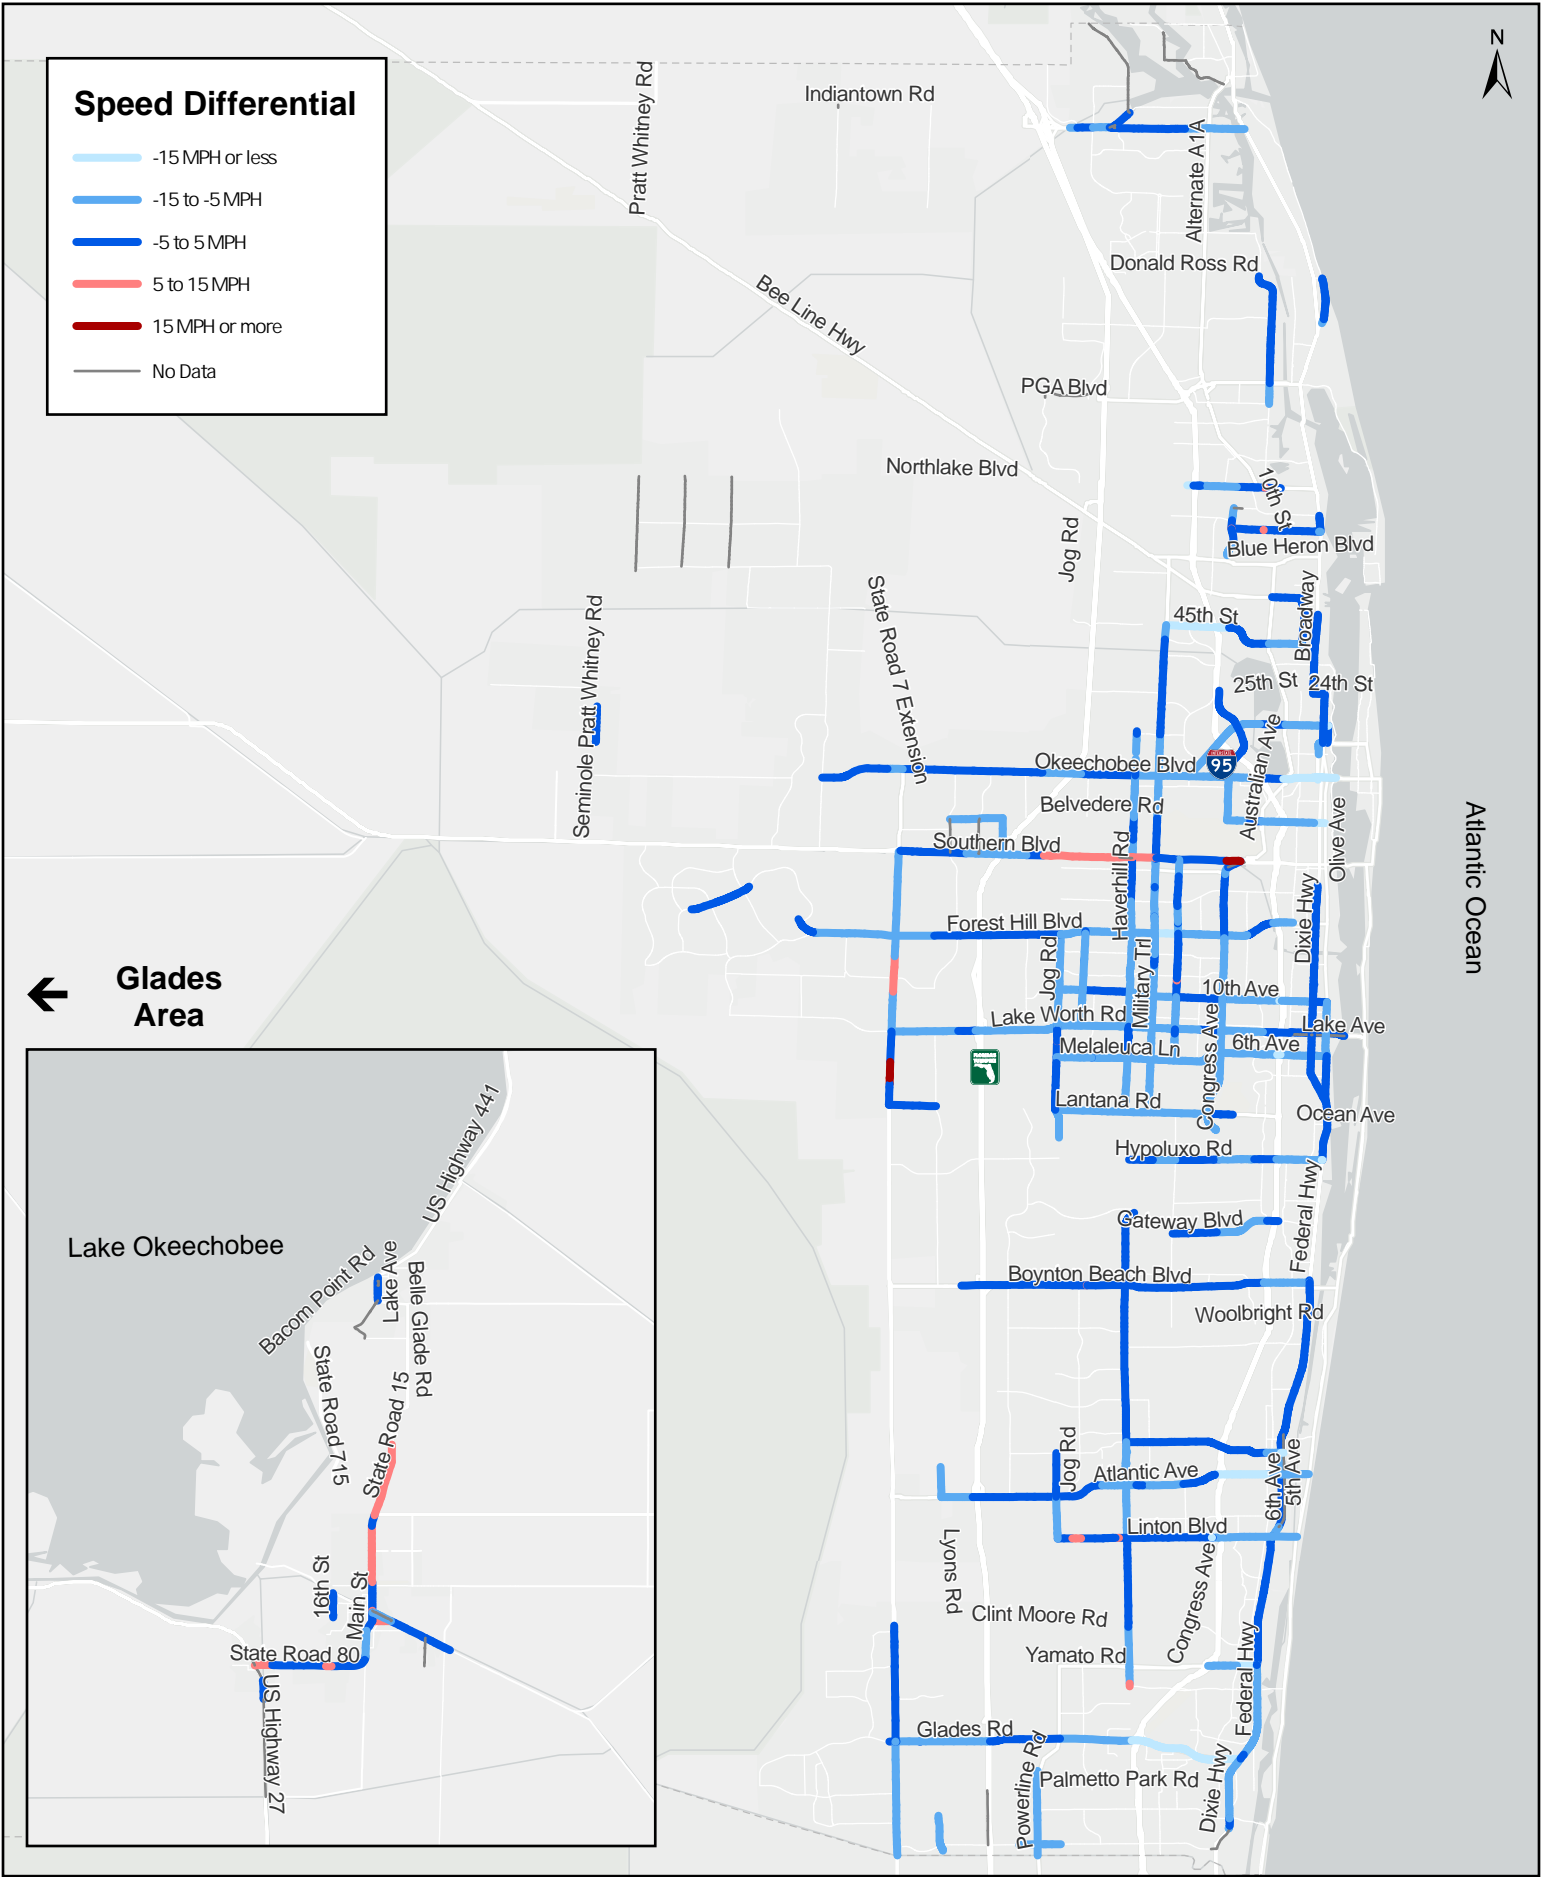 N
Speed Differential
-15 MPH or less
-15 to -5 MPH
-5 to 5 MPH
5 to 15 MPH
15 MPH or more
No Data
Pratt Whitney Rd
Indiantown Rd
Alternate A1A
Donald Ross Rd
Bee Line Hwy
PGA Blvd
Northlake Blvd
10th St
Jog Rd
Blue Heron Blvd
State Road 7 Extension
Seminole Pratt Whitney Rd
Broadway
45th St
25th St
24th St
Okeechobee Blvd
95
Australian Ave
Belvedere Rd
Olive Ave
Southern Blvd
Haverhill Rd
Atlantic Ocean
Dixie Hwy
Forest Hill Blvd
Jog Rd
Military Trl
Glades
Area
10th Ave
Lake Worth Rd
Lake Ave
Congress Ave
6th Ave
Melaleuca Ln
Lantana Rd
Ocean Ave
Hypoluxo Rd
Federal Hwy
Gateway Blvd
Boynton Beach Blvd
Woolbright Rd
Jog Rd
Atlantic Ave
6th Ave
5th Ave
Linton Blvd
Lyons Rd
Congress Ave
Clint Moore Rd
Yamato Rd
Federal Hwy
Glades Rd
Powerline Rd
Palmetto Park Rd
Dixie Hwy
US Highway 441
Lake Okeechobee
Bacom Point Rd
Lake Ave
Belle Glade Rd
State Road 715
State Road 15
16th St
Main St
State Road 80
US Highway 27